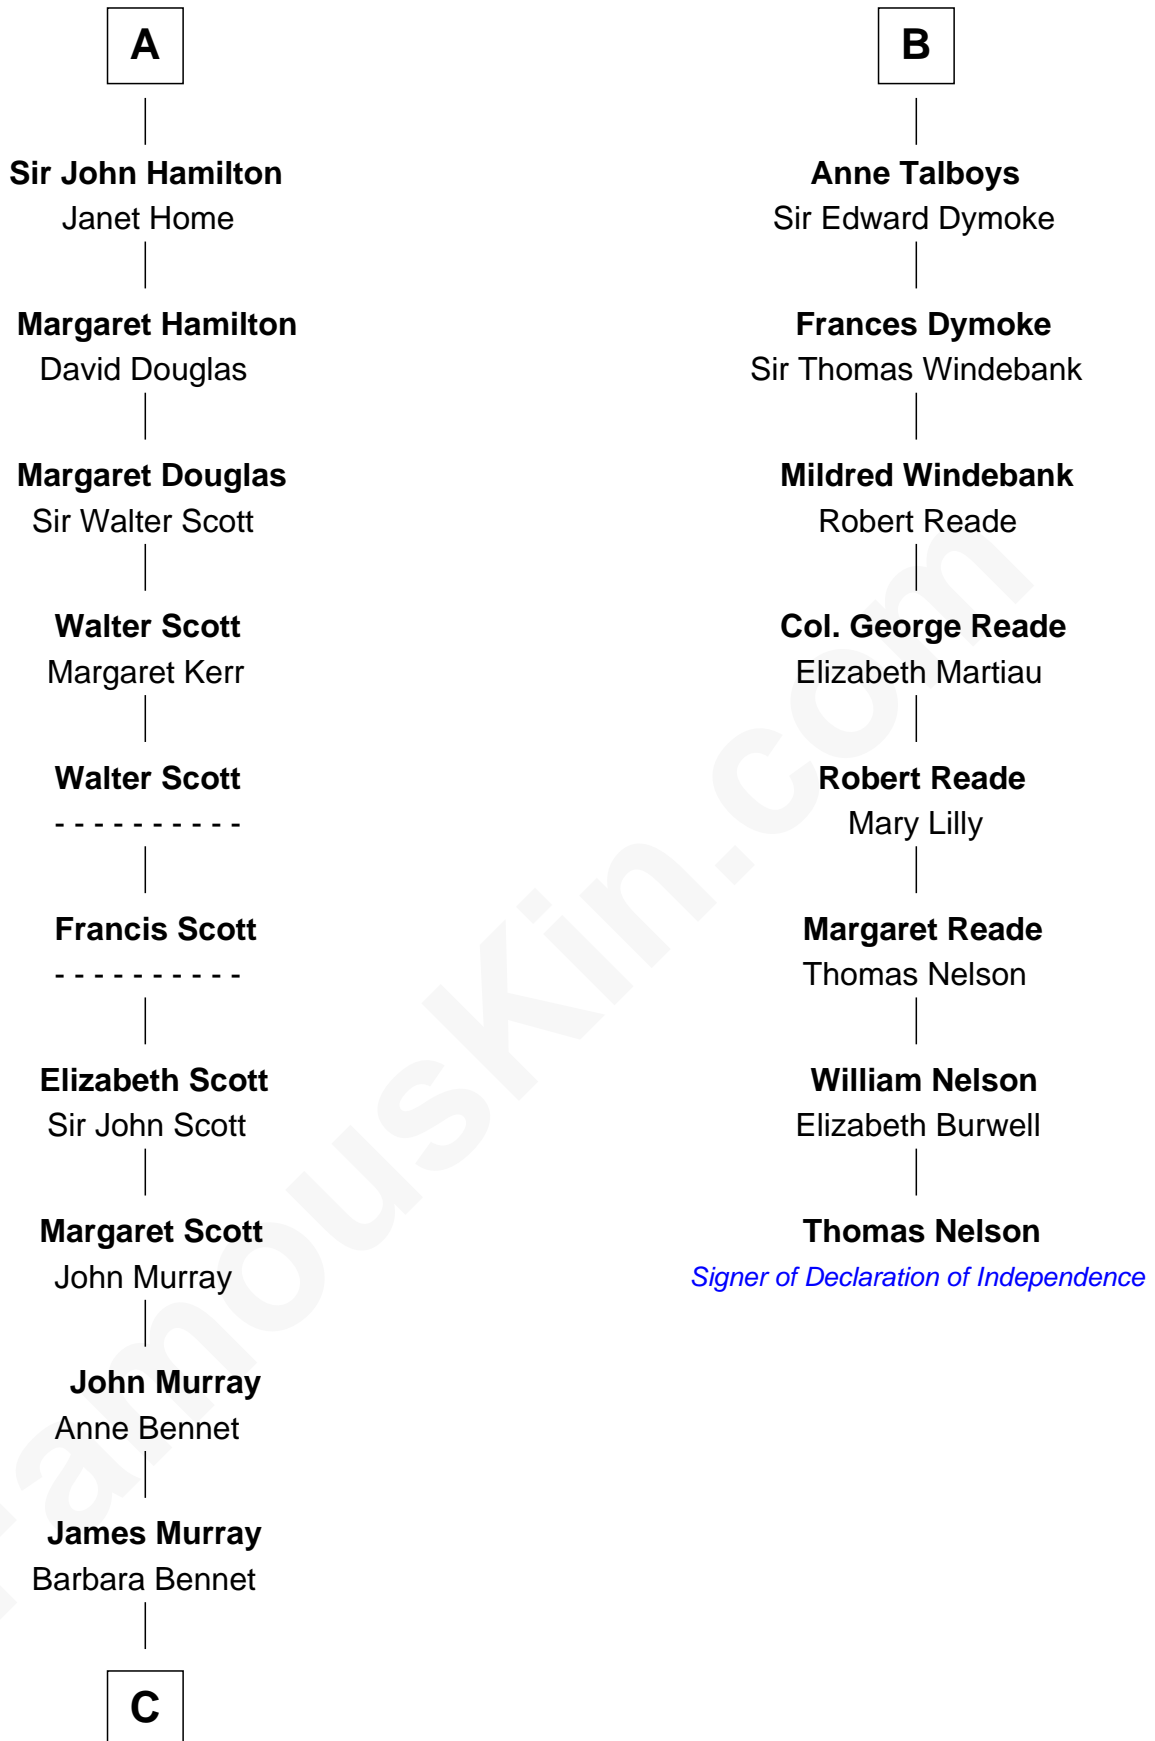 A
Sir John Hamilton
Janet Home
Margaret Hamilton
David Douglas
Margaret Douglas
Sir Walter Scott
Walter Scott
Margaret Kerr
Walter Scott
- - - - - - - - - -
Francis Scott
- - - - - - - - - -
Elizabeth Scott
Sir John Scott
Margaret Scott
John Murray
John Murray
Anne Bennet
James Murray
Barbara Bennet
C
B
Anne Talboys
Sir Edward Dymoke
Frances Dymoke
Sir Thomas Windebank
Mildred Windebank
Robert Reade
Col. George Reade
Elizabeth Martiau
Robert Reade
Mary Lilly
Margaret Reade
Thomas Nelson
William Nelson
Elizabeth Burwell
Thomas Nelson
Signer of Declaration of Independence
FamousKin.com